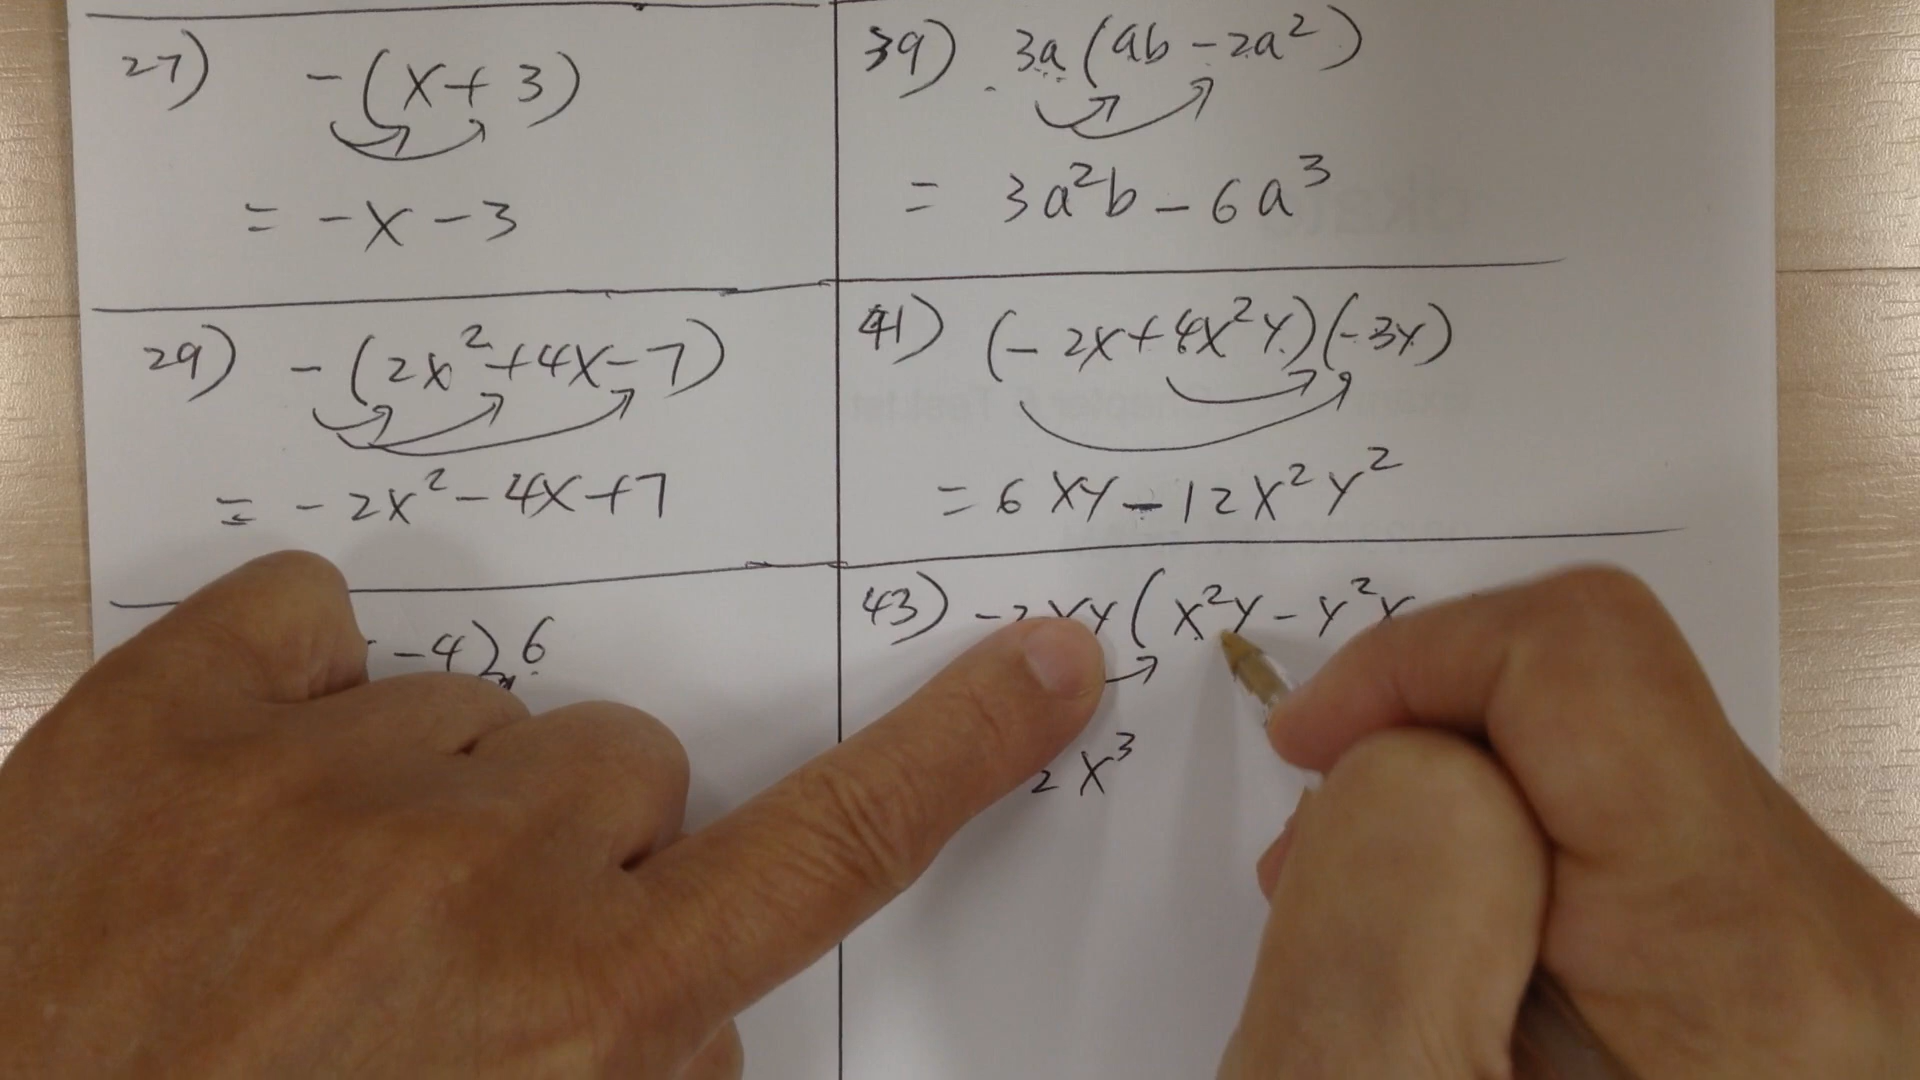 27) -(x+3)
= -x-3
29) -(2x²+4x-7)
= -2x²-4x+7
-4)6
39) 3a(ab-2a²)
= 3a²b-6a³
41) (-2x+4x²y)(-3y)
= 6xy-12x²y²
43) -2xy(x²y-y²x
2x³